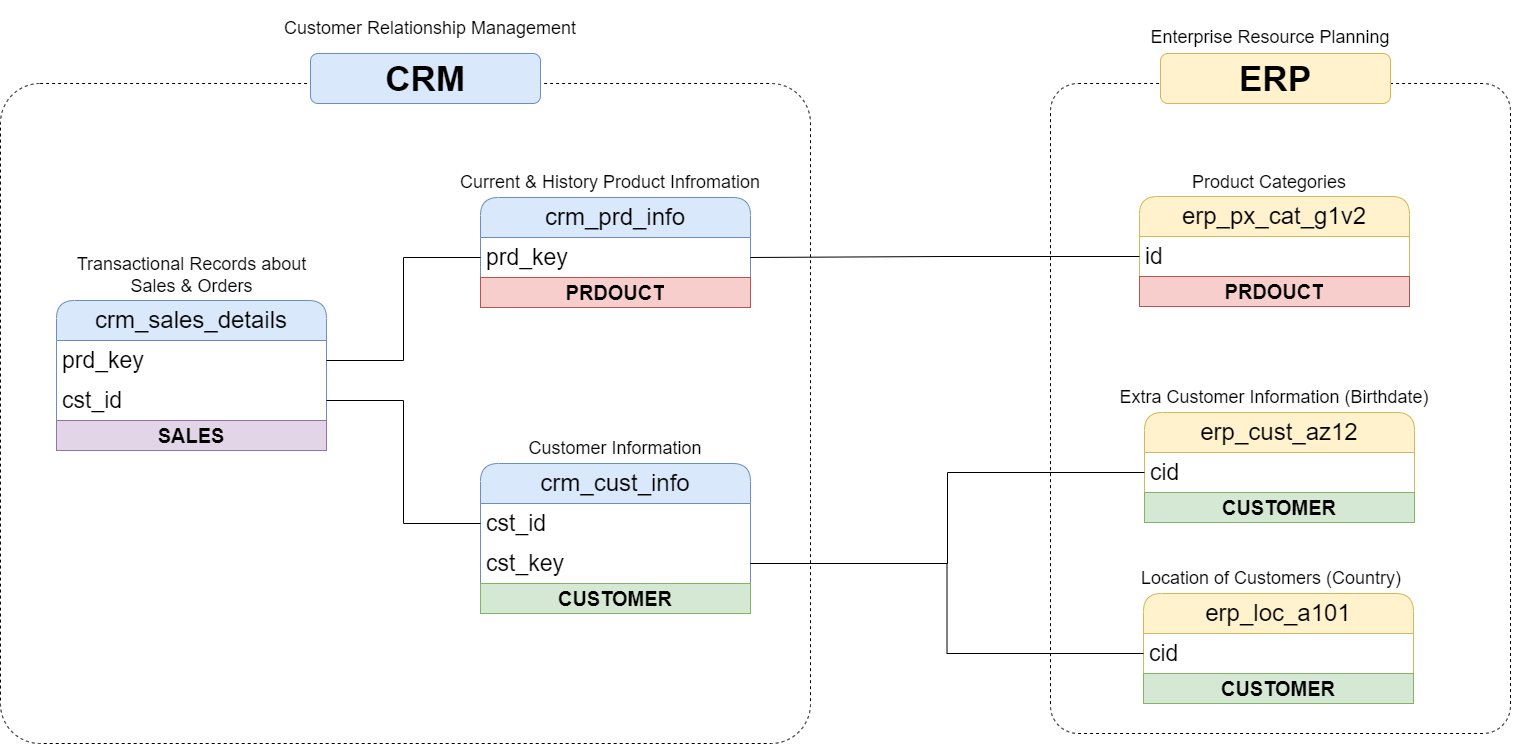 Customer Relationship Management
CRM
Enterprise Resource Planning
ERP
Current & History Product Infromation
crm_prd_info
prd_key
PRDOUCT
Product Categories
erp_px_cat_g1v2
id
PRDOUCT
Transactional Records about
Sales & Orders
crm_sales_details
prd_key
cst_id
SALES
Customer Information
crm_cust_info
cst_id
cst_key
CUSTOMER
Extra Customer Information (Birthdate)
erp_cust_az12
cid
CUSTOMER
Location of Customers (Country)
erp_loc_a101
cid
CUSTOMER